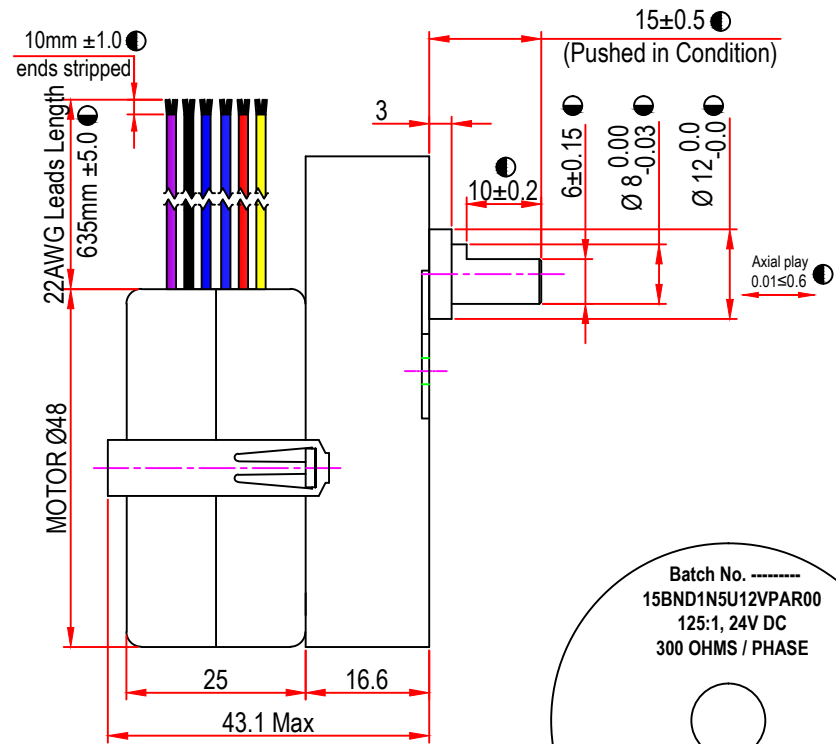 10mm ±1.0
ends stripped
22AWG Leads Length
635mm ±5.0
15±0.5
(Pushed in Condition)
3
10±0.2
6±0.15
Ø 8 0.00 -0.03
Ø 12 0.0 -0.0
Axial play
0.01≤0.6
MOTOR Ø48
25
16.6
43.1 Max
Batch No. ---------
15BND1N5U12VPAR00
125:1, 24V DC
300 OHMS / PHASE